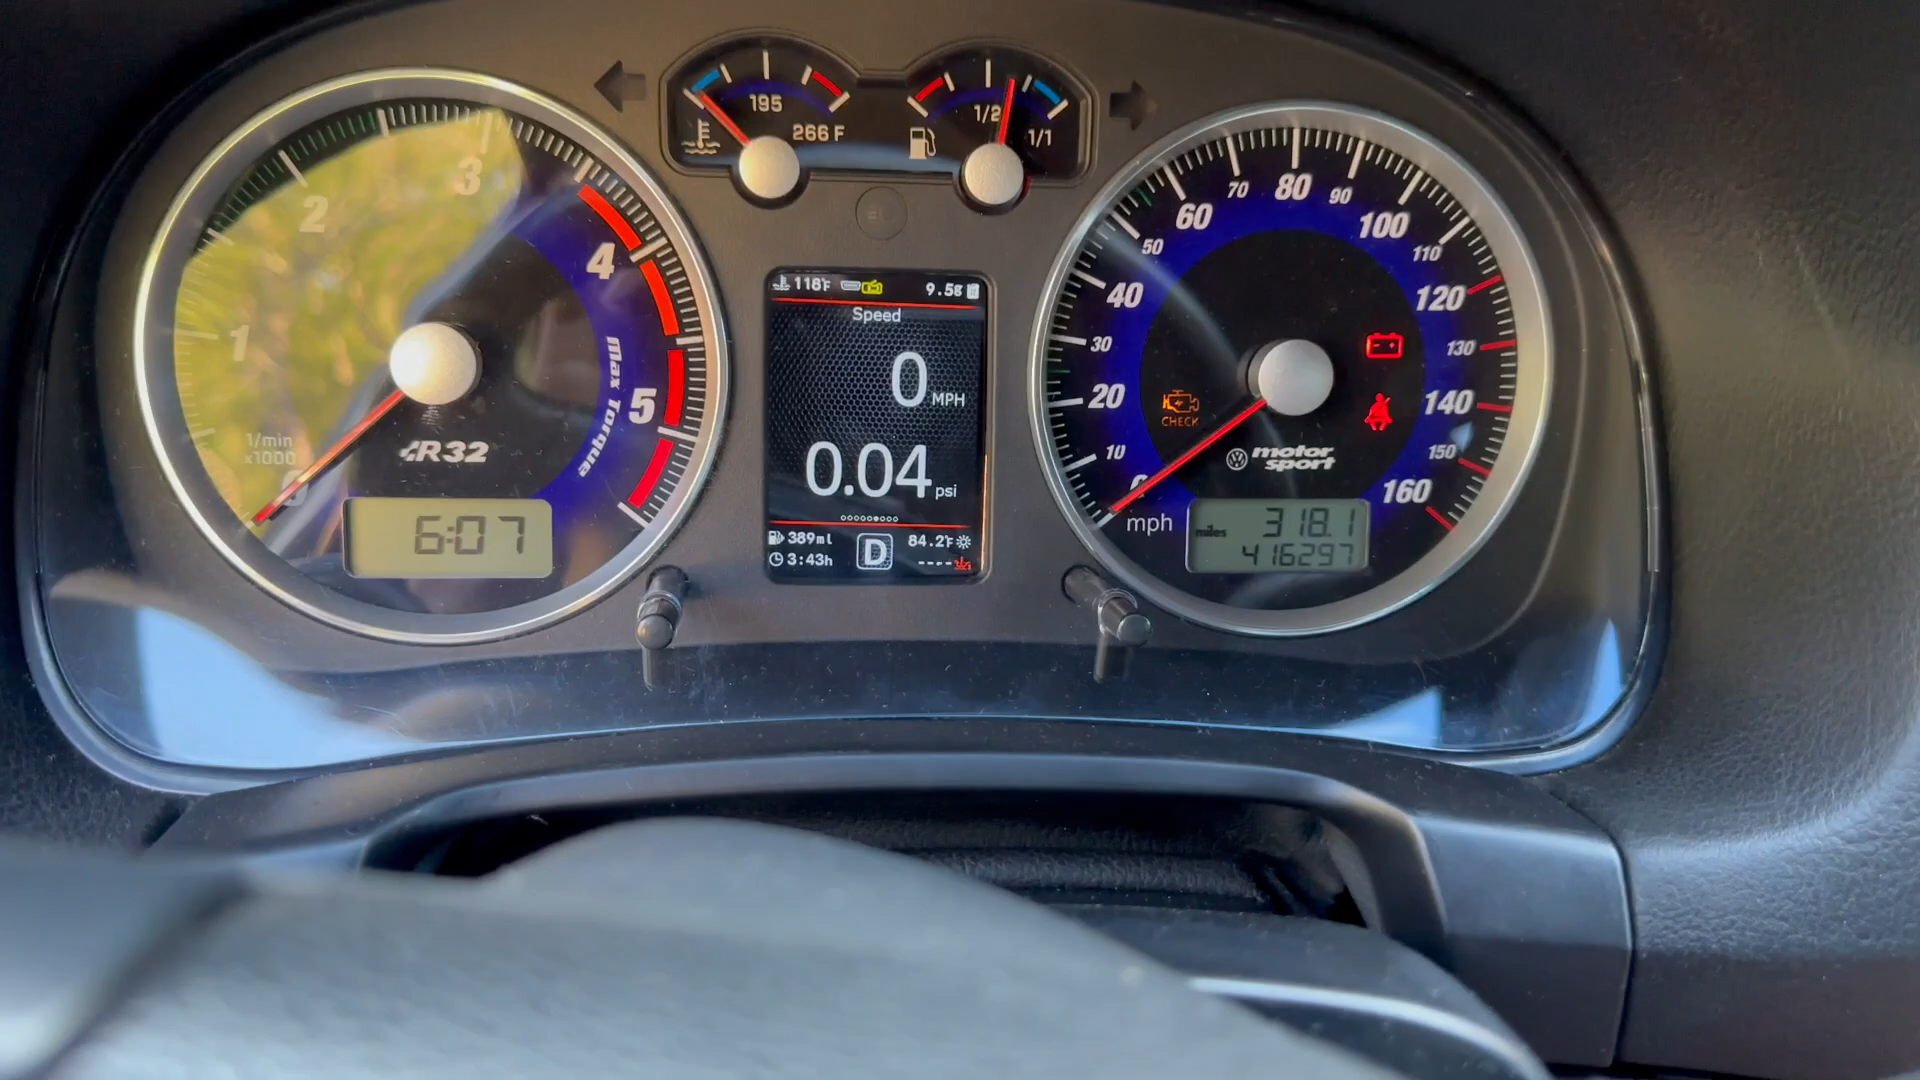 195
266 F
1/2
1/1
1
2
3
4
5
0
1/min
x1000
Max Torque
R32
6:07
118°F
9.5g
Speed
0 MPH
0.04 psi
389ml
84.2°F
3:43h
D
----
0
10
20
30
40
50
60
70
80
90
100
110
120
130
140
150
160
mph
CHECK
motor
sport
miles 318.1
416297